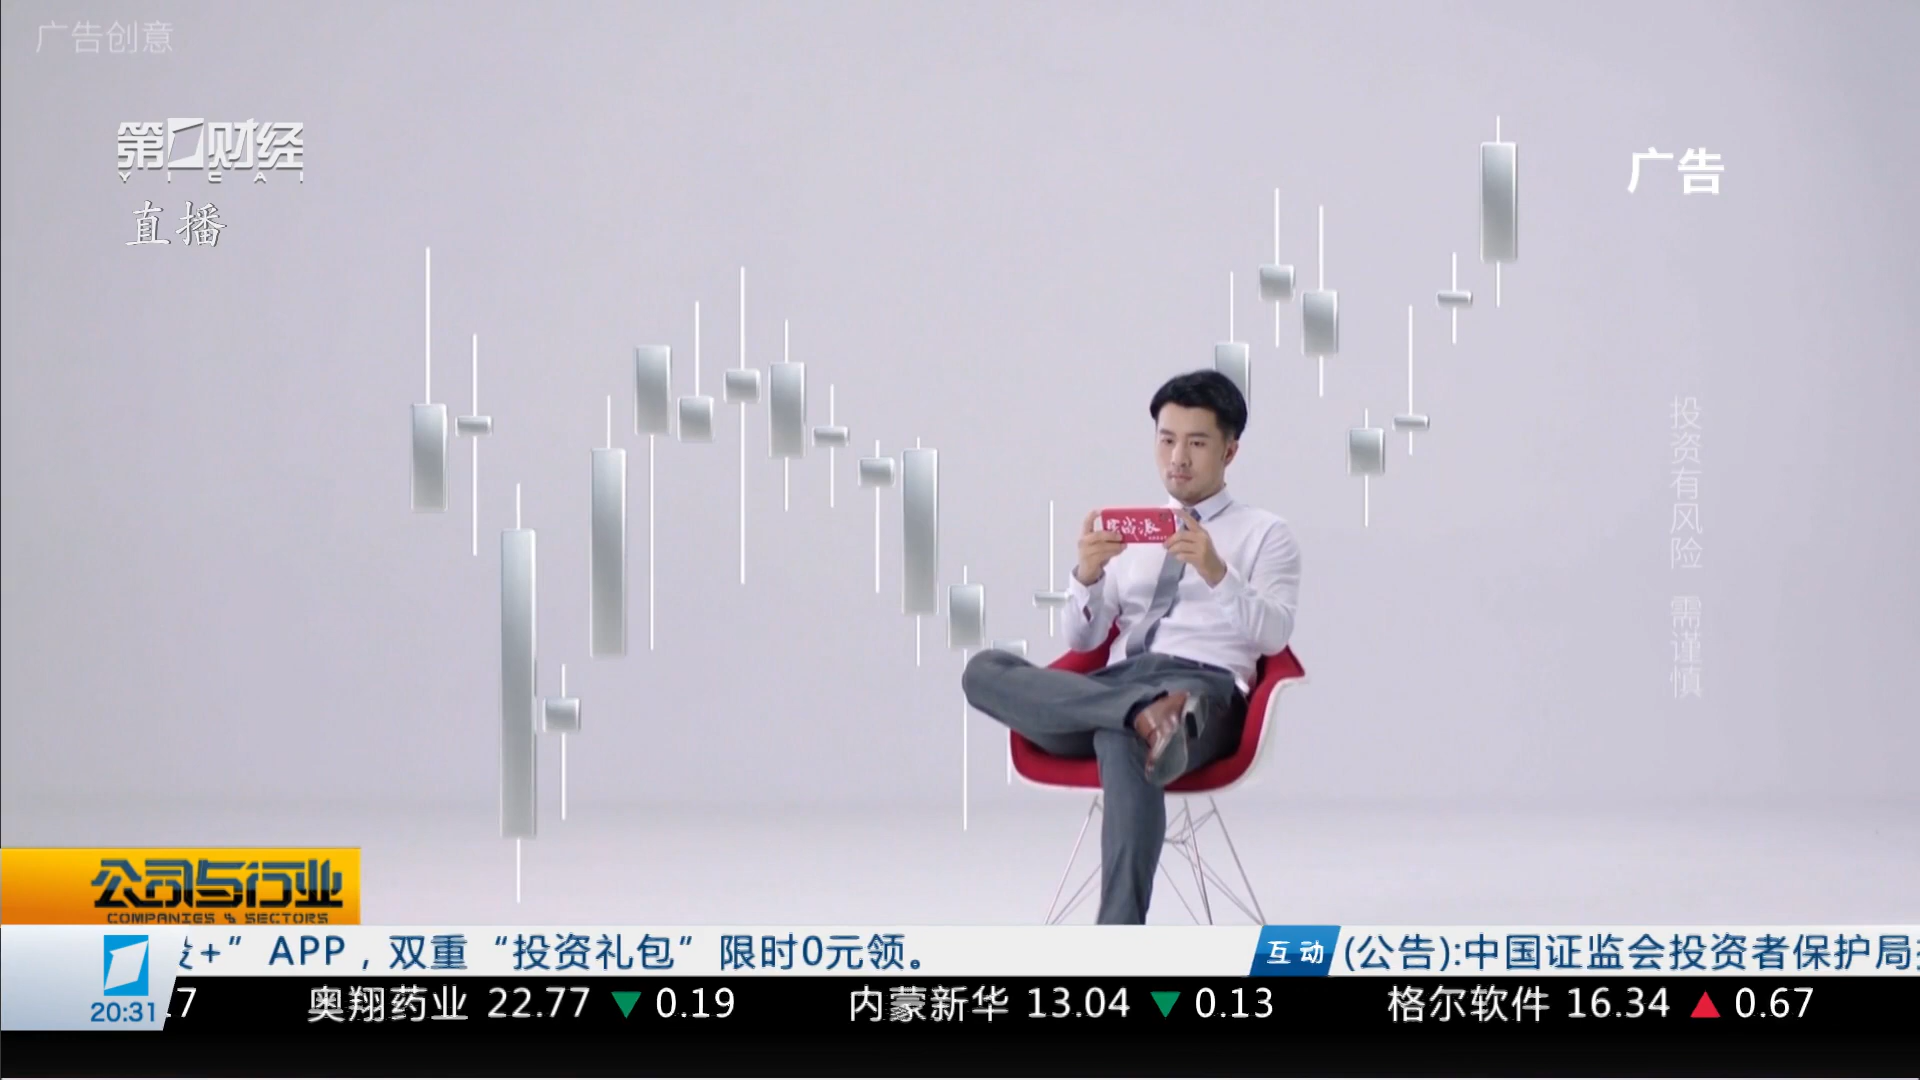 广告创意
第1财经
YICAI
直播
广告
投资有风险 需谨慎
公司与行业
COMPANIES & SECTORS
+” APP，双重“投资礼包”限时0元领。
互动 (公告):中国证监会投资者保护局
20:31
7 奥翔药业 22.77 ▼ 0.19 内蒙新华 13.04 ▼ 0.13 格尔软件 16.34 ▲ 0.67